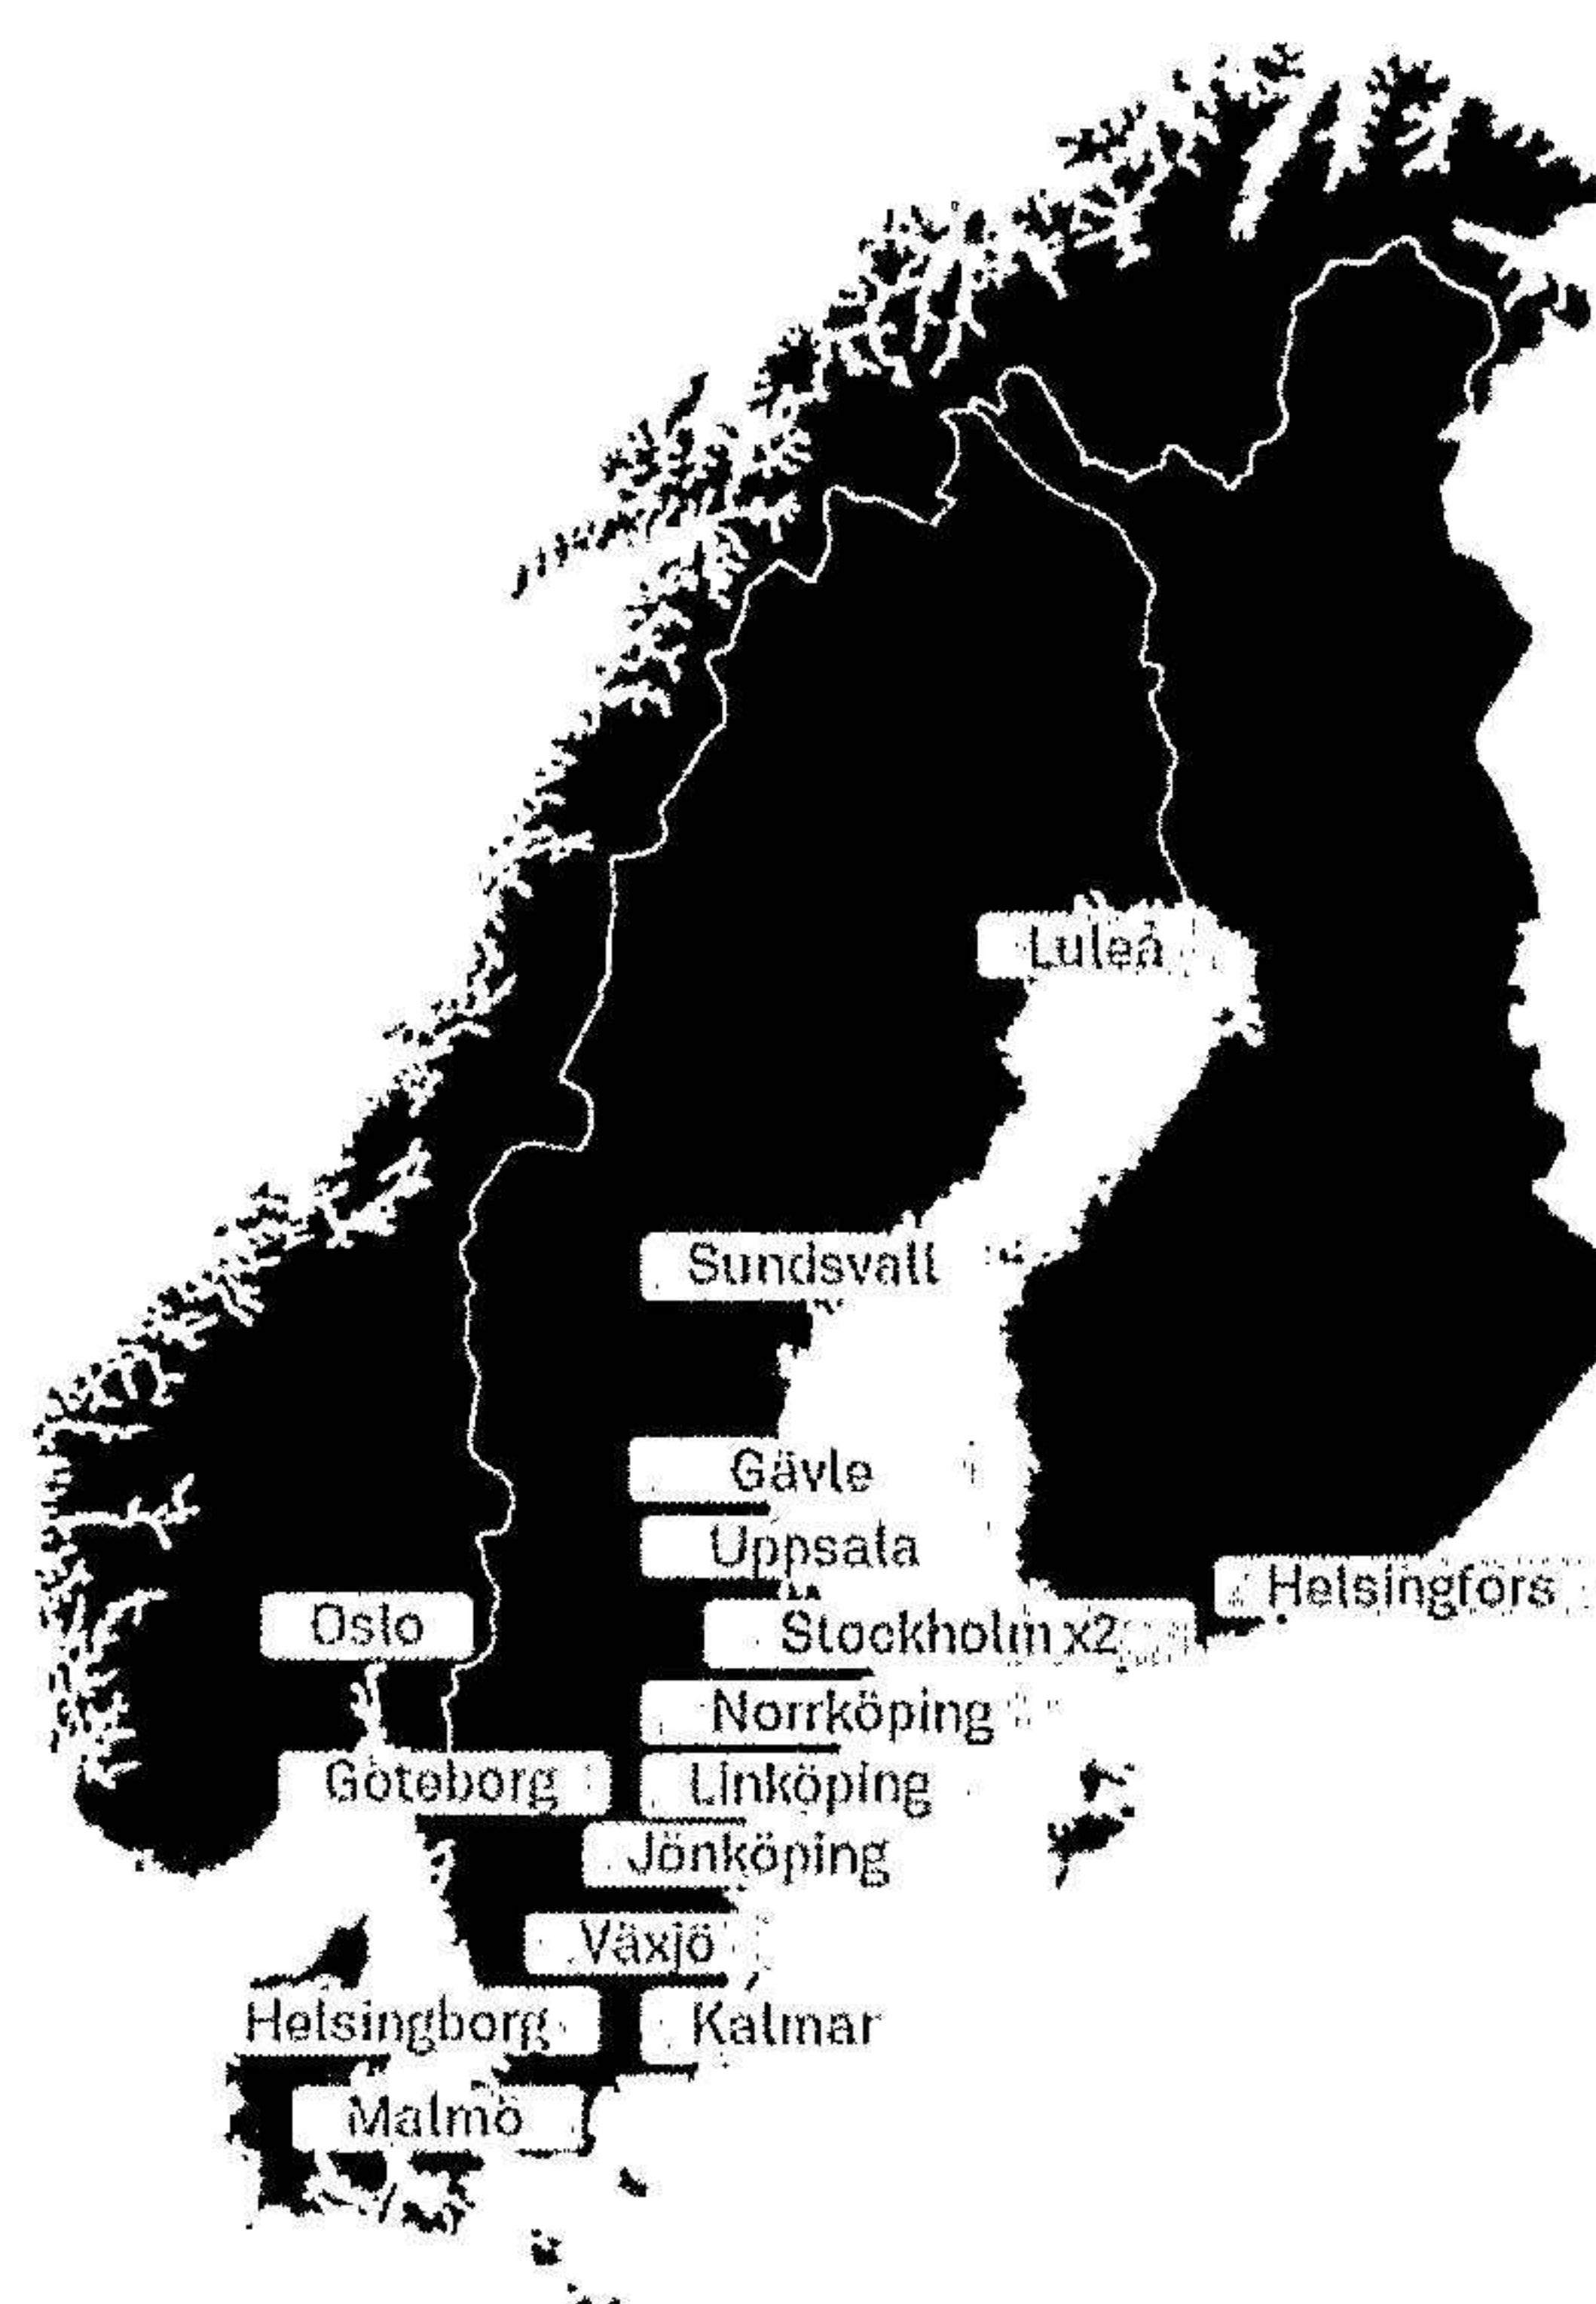 Luleå
Sundsvall
Gävle
Uppsala
Helsingfors
Oslo
Stockholm x2
Norrköping
Göteborg
Linköping
Jönköping
Växjö
Helsingborg
Kalmar
Malmö